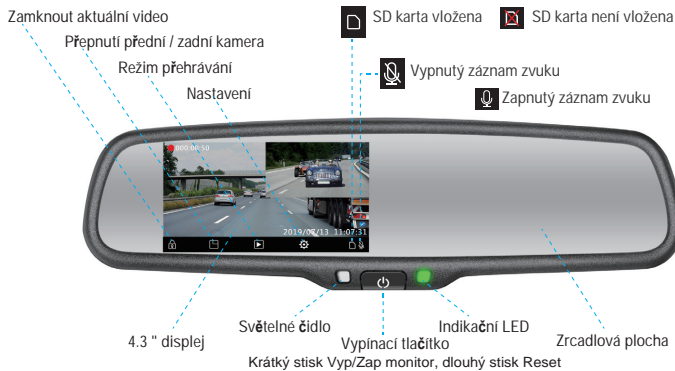 Zamknout aktuální video
SD karta vložena
SD karta není vložena
Přepnutí přední / zadní kamera
Režim přehrávání
Vypnutý záznam zvuku
Nastavení
Zapnutý záznam zvuku
000:00:50
2019/07/13 11:07:31
Světelné čidlo
Indikační LED
4.3 " displej
Vypínací tlačítko
Zrcadlová plocha
Krátký stisk Vyp/Zap monitor, dlouhý stisk Reset